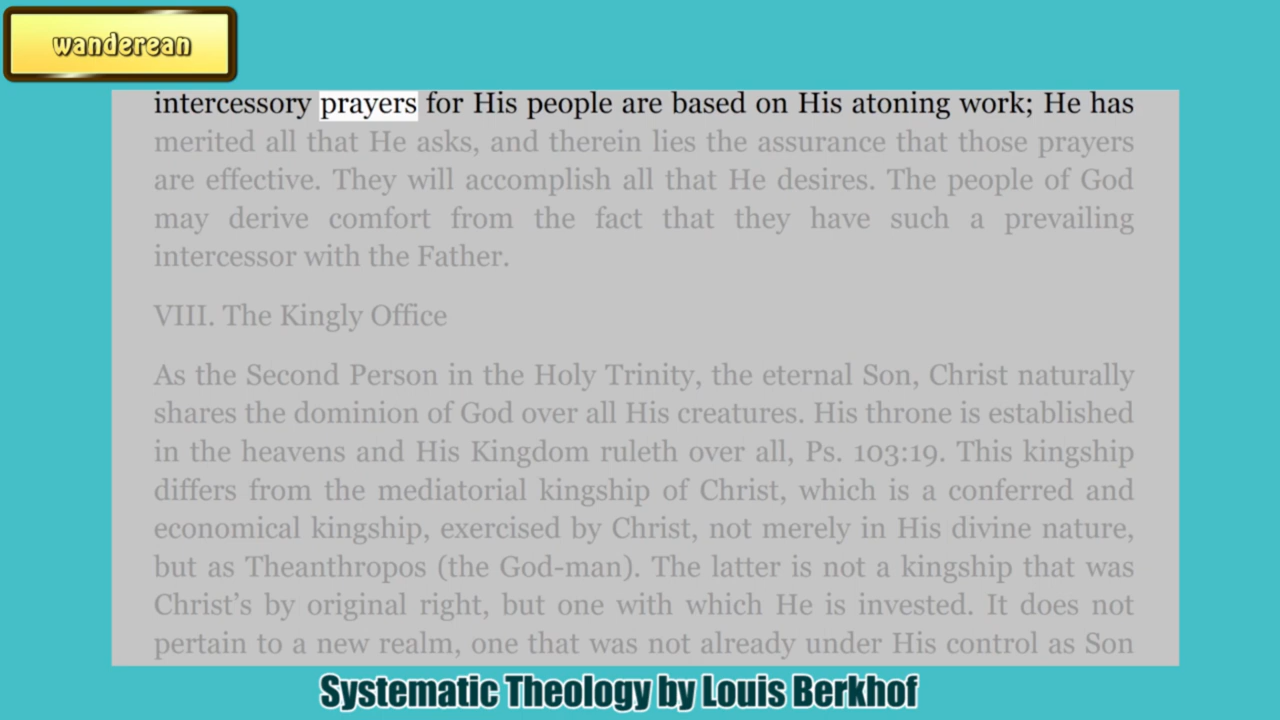 wanderean
intercessory prayers for His people are based on His atoning work; He has
merited all that He asks, and therein lies the assurance that those prayers
are effective. They will accomplish all that He desires. The people of God
may derive comfort from the fact that they have such a prevailing
intercessor with the Father.
VIII. The Kingly Office
As the Second Person in the Holy Trinity, the eternal Son, Christ naturally
shares the dominion of God over all His creatures. His throne is established
in the heavens and His Kingdom ruleth over all, Ps. 103:19. This kingship
differs from the mediatorial kingship of Christ, which is a conferred and
economical kingship, exercised by Christ, not merely in His divine nature,
but as Theanthropos (the God-man). The latter is not a kingship that was
Christ’s by original right, but one with which He is invested. It does not
pertain to a new realm, one that was not already under His control as Son
Systematic Theology by Louis Berkhof